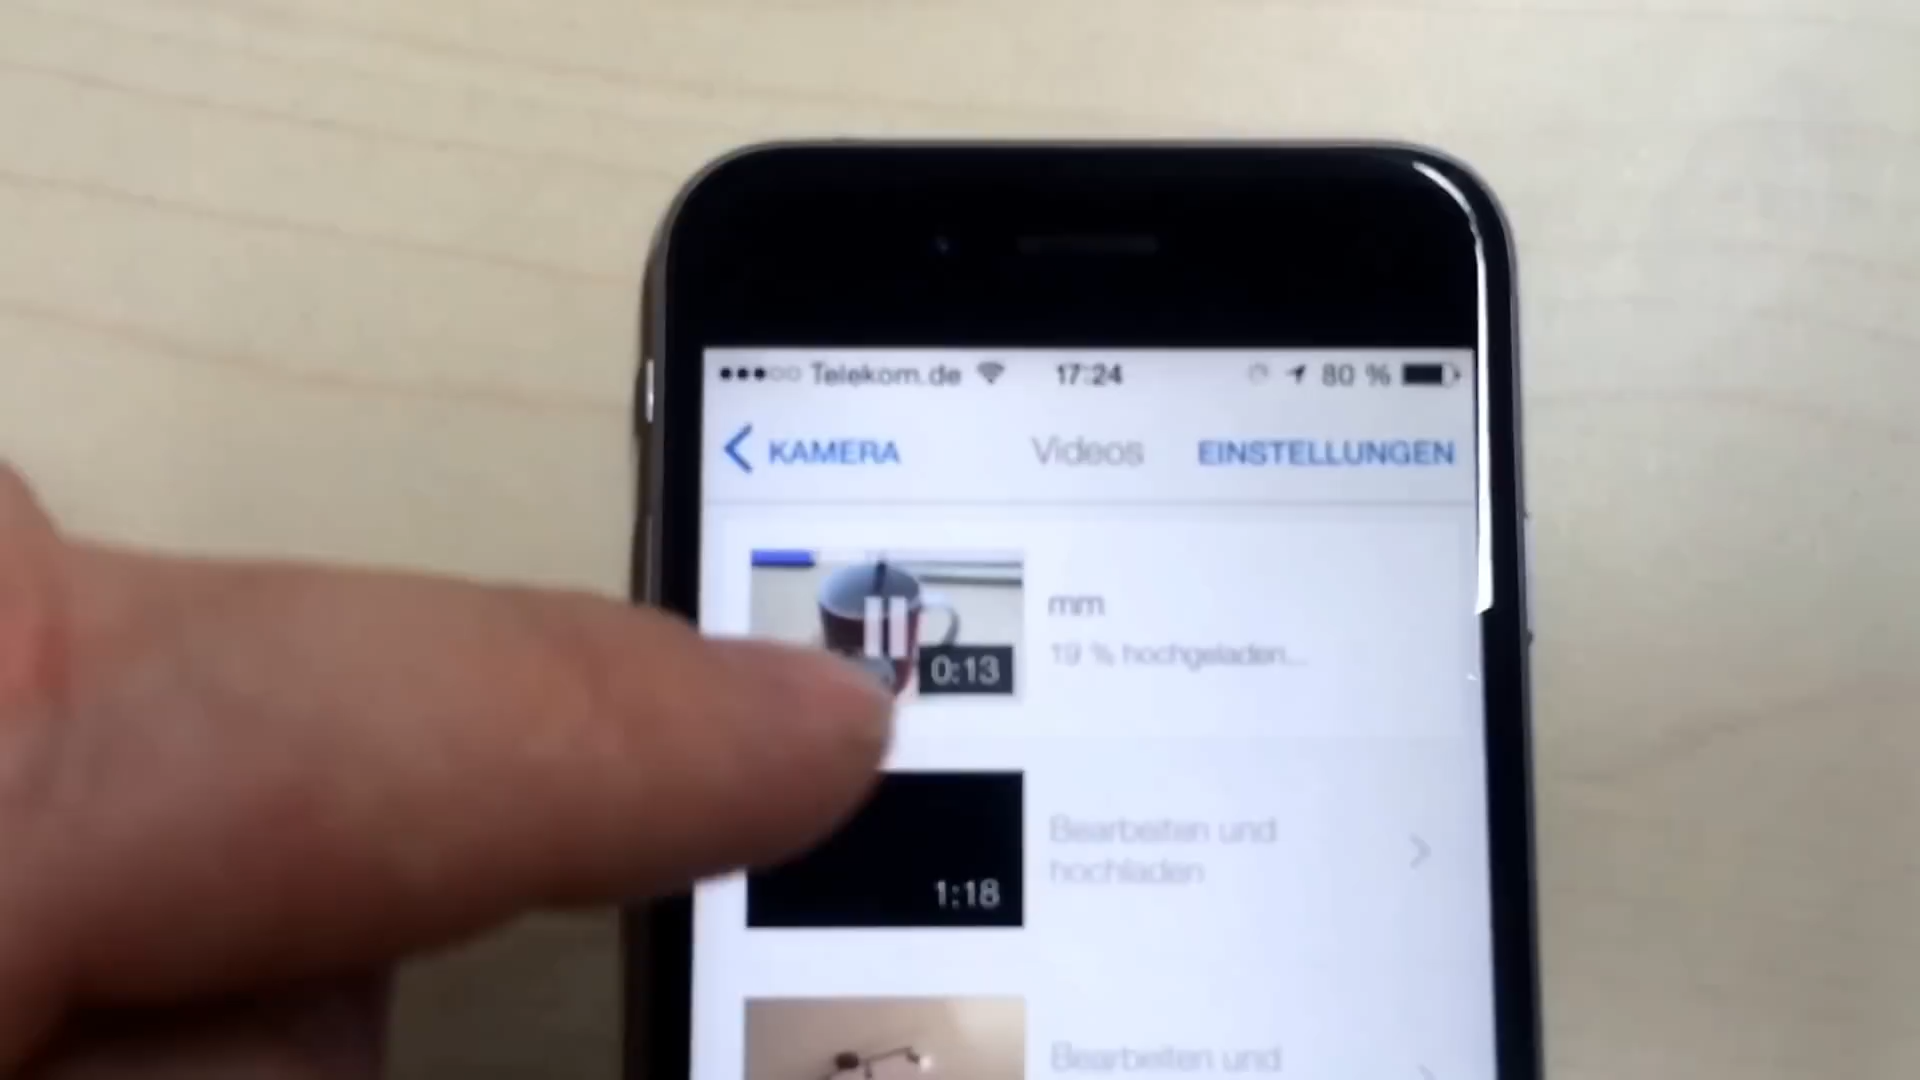 Telekom.de 17:24 80 %
KAMERA Videos EINSTELLUNGEN
mm
19 % hochgeladen...
0:13
Bearbeiten und
hochladen
1:18
Bearbeiten und